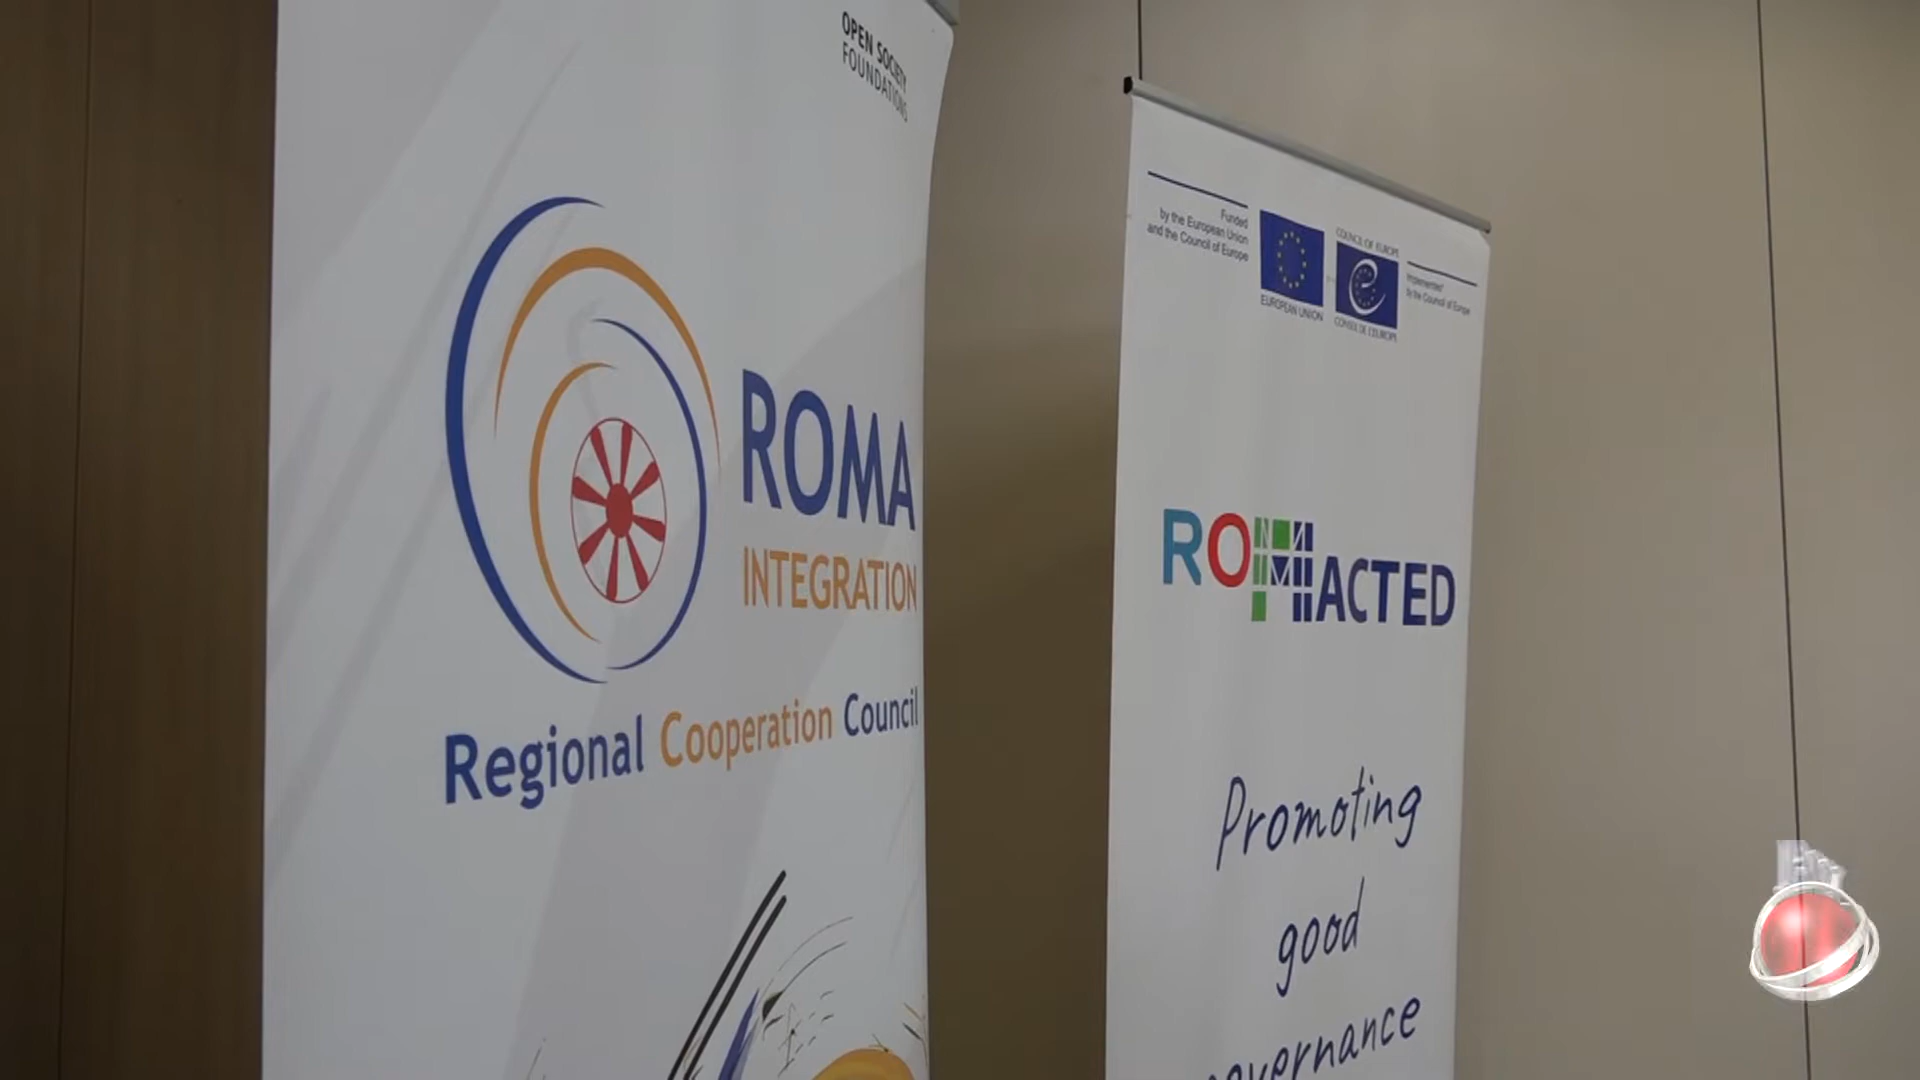 OPEN SOCIETY
FOUNDATIONS
ROMA
INTEGRATION
Regional Cooperation Council
Funded
by the European Union
and the Council of Europe
EUROPEAN UNION
COUNCIL OF EUROPE
CONSEIL DE L'EUROPE
Implemented
by the Council of Europe
ROMACTED
Promoting
good
governance